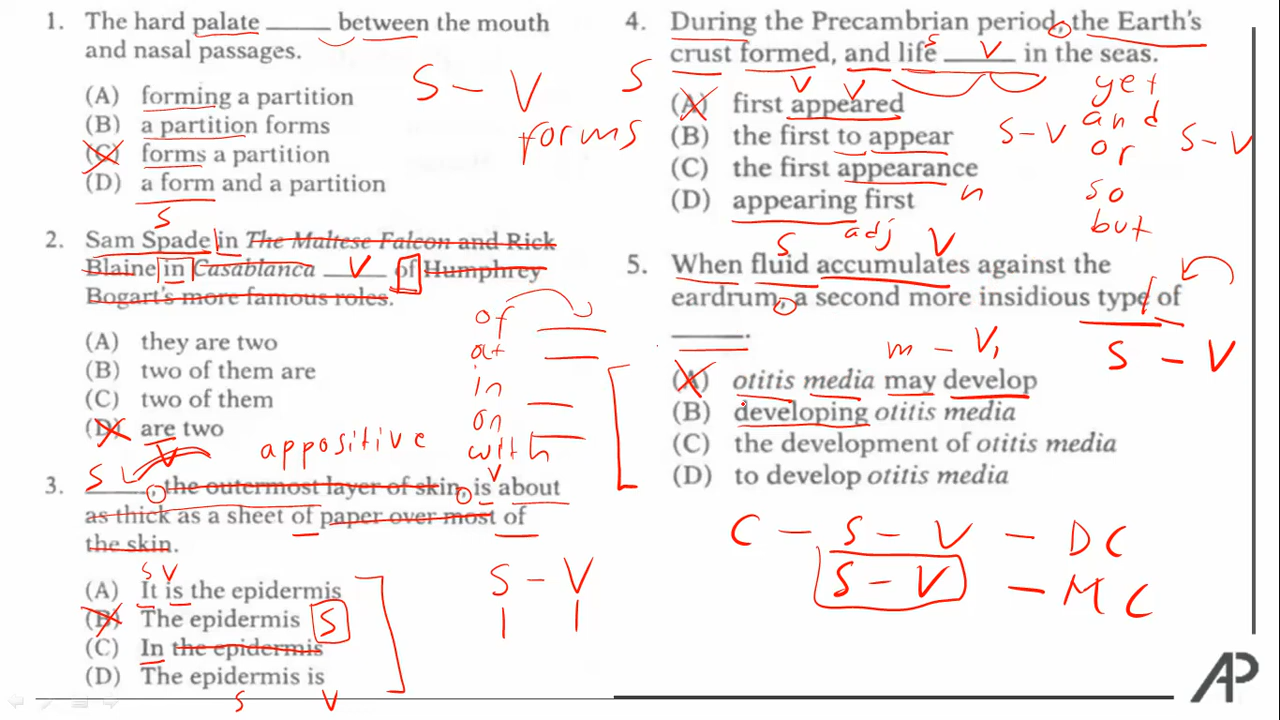 1. The hard palate ____ between the mouth
and nasal passages.
(A) forming a partition
(B) a partition forms
(C) forms a partition
(D) a form and a partition
S
S – V
forms
2. Sam Spade in The Maltese Falcon and Rick
Blaine in Casablanca ____ of Humphrey
Bogart's more famous roles.
V
(A) they are two
(B) two of them are
(C) two of them
(D) are two
V
of
at
in
on
with
appositive
S
V
3. ____, the outermost layer of skin, is about
as thick as a sheet of paper over most of
the skin.
S V
(A) It is the epidermis
(B) The epidermis S
(C) In the epidermis
(D) The epidermis is
S V
S – V
4. During the Precambrian period, the Earth's
crust formed, and life ____ in the seas.
S
V
S
V V
(A) first appeared
(B) the first to appear
(C) the first appearance
n
(D) appearing first
adj
yet
and
S – V or S – V
so
but
S V
5. When fluid accumulates against the
eardrum, a second more insidious type of
____.
S – V
m – V1
(A) otitis media may develop
(B) developing otitis media
(C) the development of otitis media
(D) to develop otitis media
C – S – V – DC
S – V – MC
AP